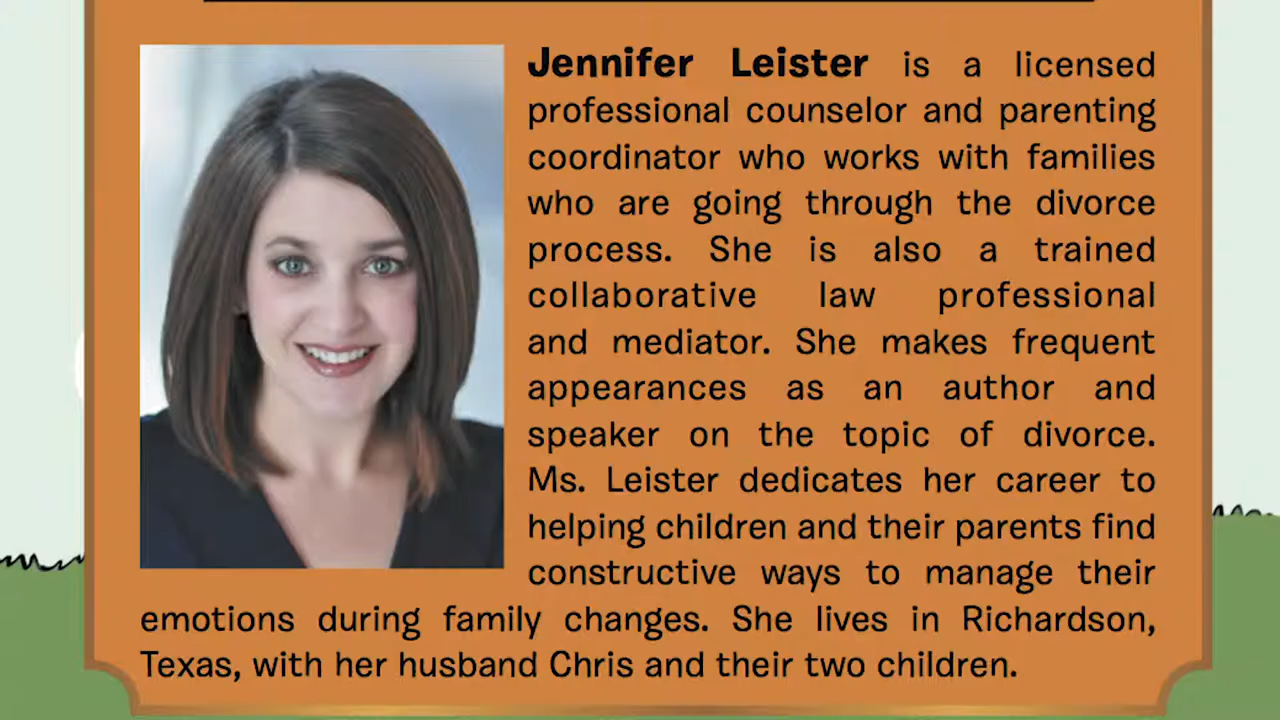 Jennifer Leister is a licensed
professional counselor and parenting
coordinator who works with families
who are going through the divorce
process. She is also a trained
collaborative law professional
and mediator. She makes frequent
appearances as an author and
speaker on the topic of divorce.
Ms. Leister dedicates her career to
helping children and their parents find
constructive ways to manage their
emotions during family changes. She lives in Richardson,
Texas, with her husband Chris and their two children.